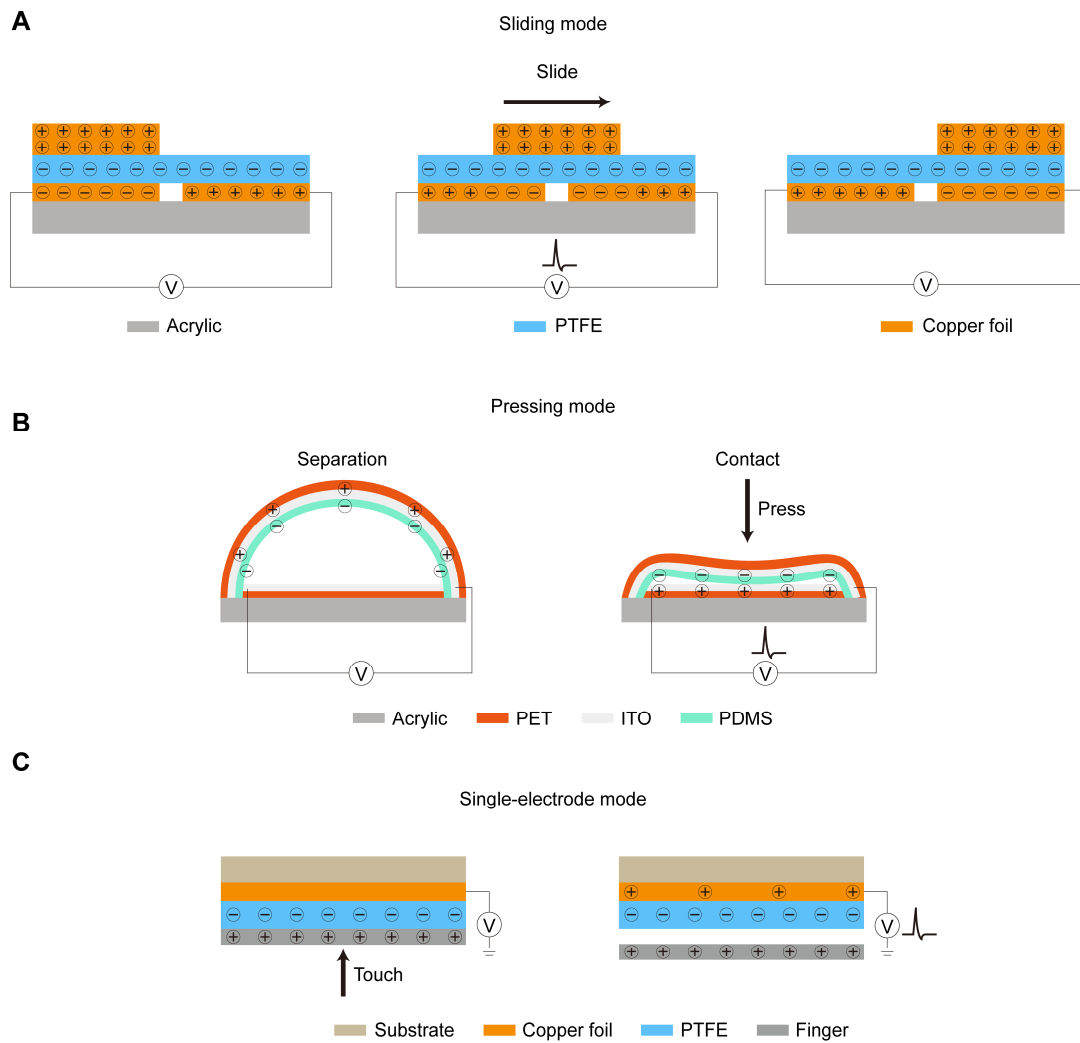 A
Sliding mode
Slide
V
V
V
Acrylic
PTFE
Copper foil
Pressing mode
B
Separation
Contact
Press
V
V
Acrylic
PET
ITO
PDMS
C
Single-electrode mode
V
V
Touch
Substrate
Copper foil
PTFE
Finger